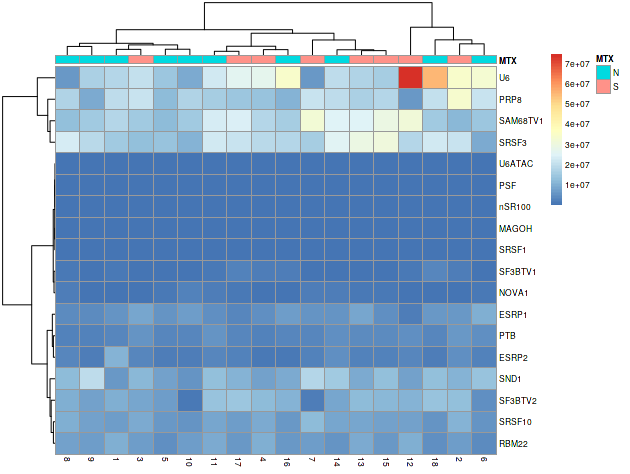 MTX
U6
PRP8
SAM68TV1
SRSF3
U6ATAC
PSF
nSR100
MAGOH
SRSF1
SF3BTV1
NOVA1
ESRP1
PTB
ESRP2
SND1
SF3BTV2
SRSF10
RBM22
8 9 1 3 5 10 11 17 4 16 7 14 13 15 12 18 2 6
7e+07
6e+07
5e+07
4e+07
3e+07
2e+07
1e+07
MTX
N
S